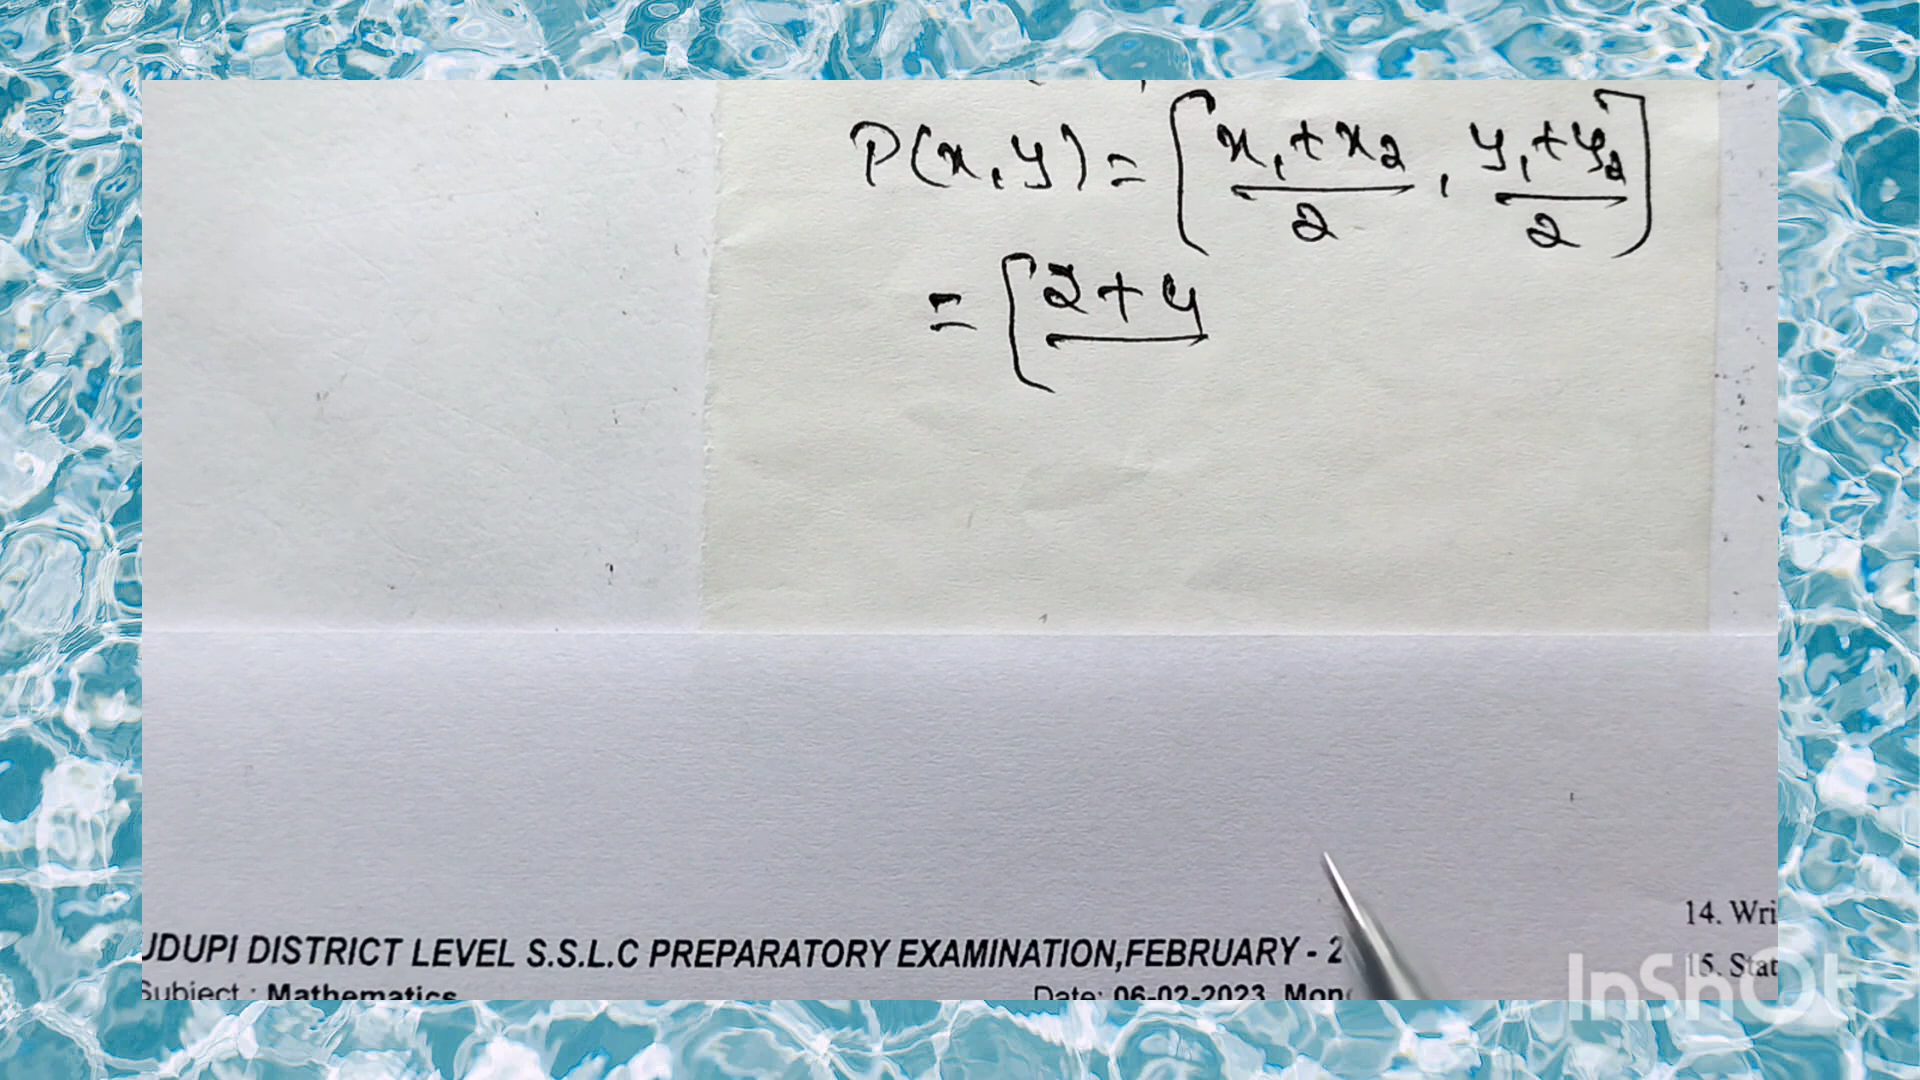 P(x, y) = [x₁ + x₂ / 2 , y₁ + y₂ / 2]
= [2 + 4
UDUPI DISTRICT LEVEL S.S.L.C PREPARATORY EXAMINATION,FEBRUARY - 2
Subject : Mathematics
Date: 06-02-2023, Mon
14. Wri
15. Stat
InShOt